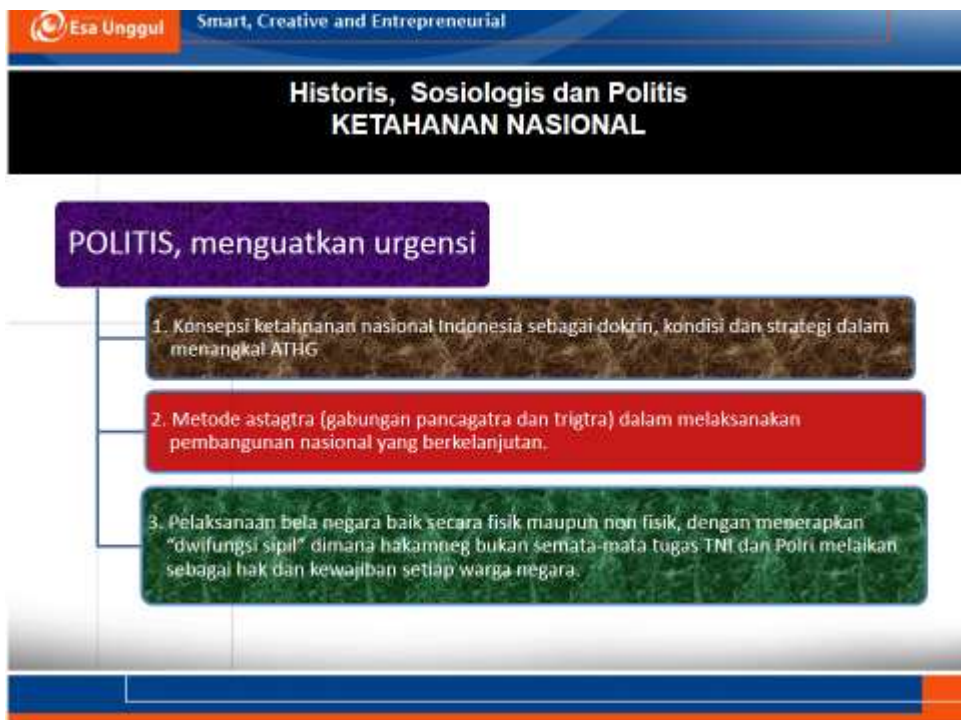 Esa Unggul
Smart, Creative and Entrepreneurial
Historis, Sosiologis dan Politis
KETAHANAN NASIONAL
POLITIS, menguatkan urgensi
1. Konsepsi ketahnanan nasional Indonesia sebagai dokrin, kondisi dan strategi dalam
menangkal ATHG
2. Metode astagtra (gabungan pancagatra dan trigtra) dalam melaksanakan
pembangunan nasional yang berkelanjutan.
3. Pelaksanaan bela negara baik secara fisik maupun non fisik, dengan menerapkan
"dwifungsi sipil" dimana hakamneg bukan semata-mata tugas TNI dan Polri melaikan
sebagai hak dan kewajiban setiap warga negara.